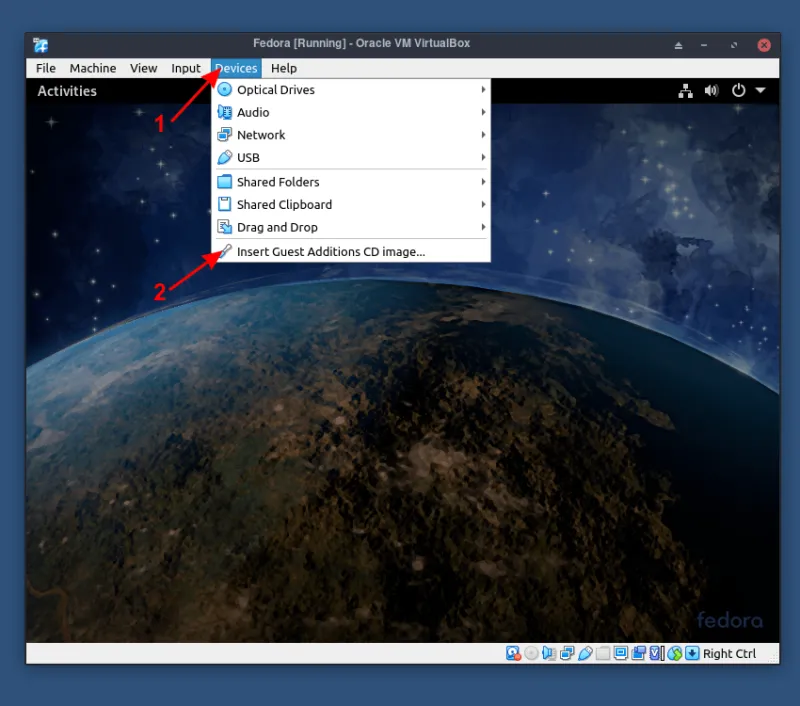 Fedora [Running] - Oracle VM VirtualBox
File Machine View Input Devices Help
Activities
Optical Drives
1
Audio
Network
USB
Shared Folders
Shared Clipboard
Drag and Drop
Insert Guest Additions CD image...
2
fedora
Right Ctrl